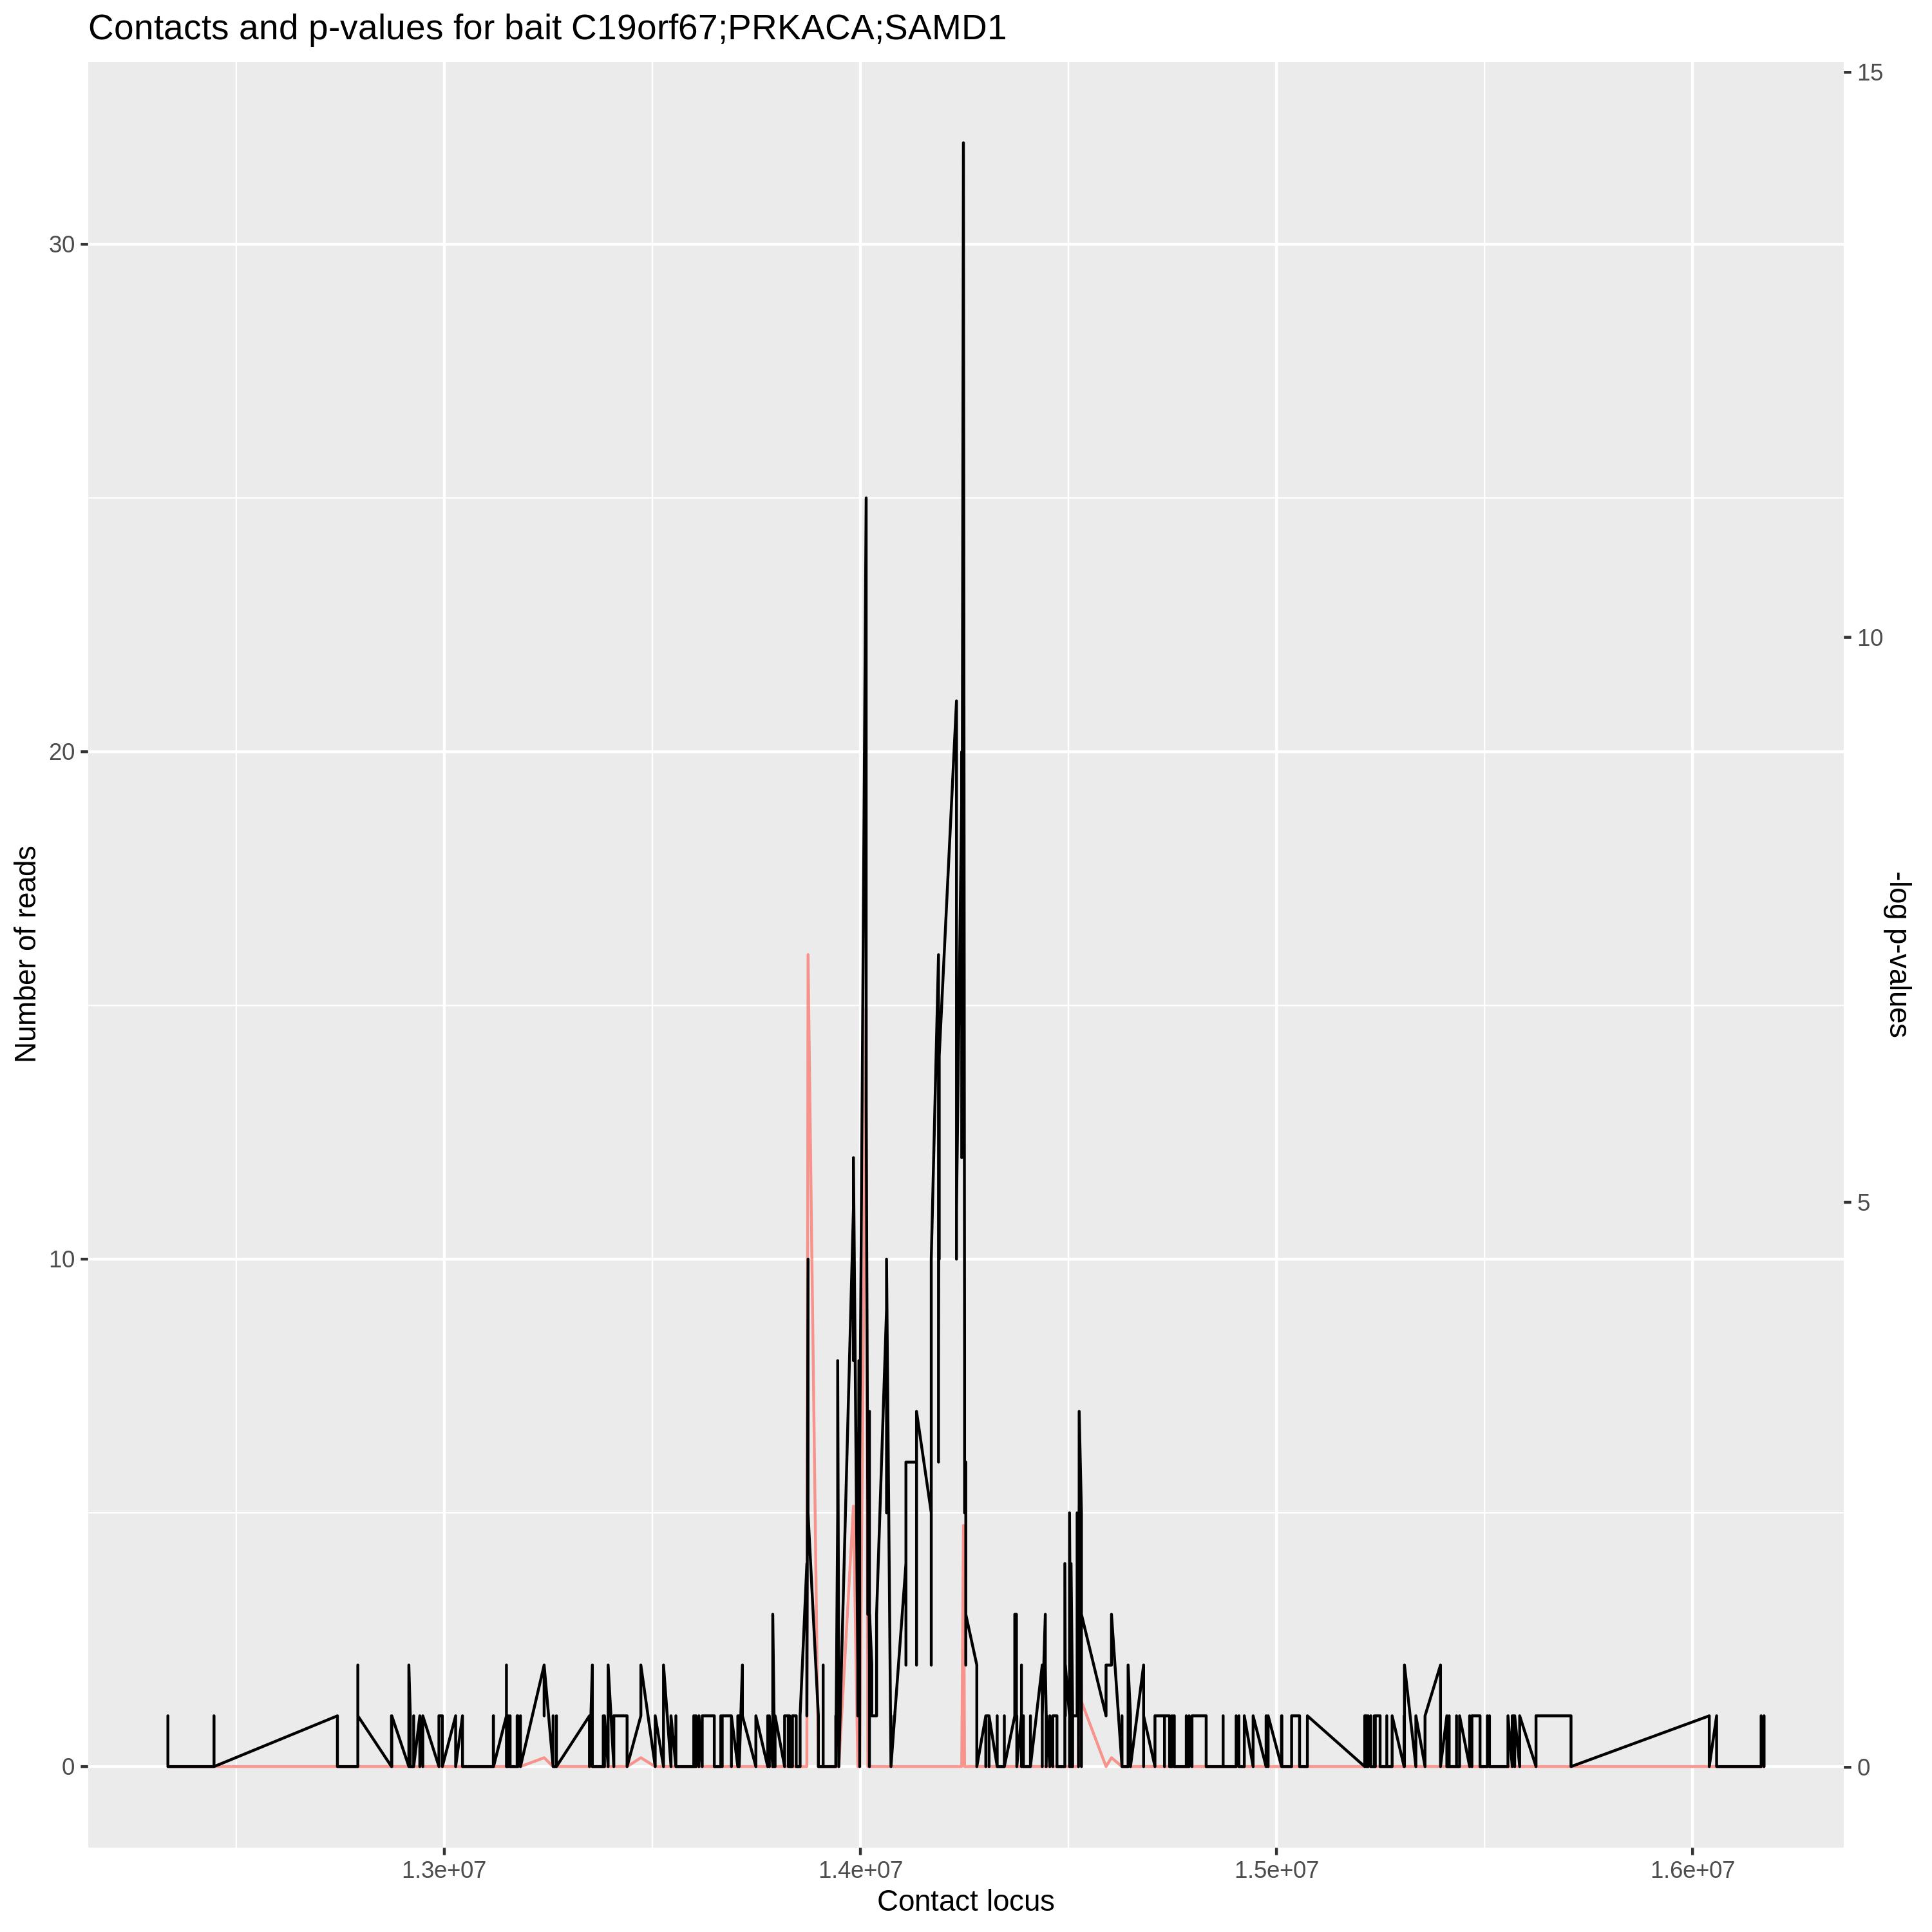 Contacts and p-values for bait C19orf67;PRKACA;SAMD1
30
20
10
0
Number of reads
15
10
5
0
-log p-values
1.3e+07
1.4e+07
1.5e+07
1.6e+07
Contact locus